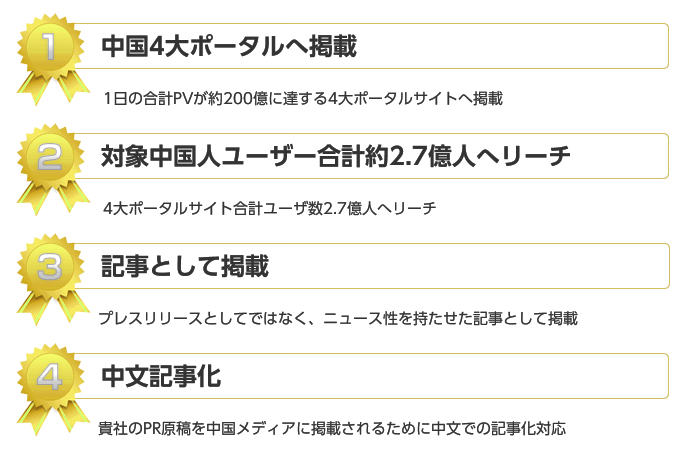 1
中国4大ポータルへ掲載
1日の合計PVが約200億に達する4大ポータルサイトへ掲載
2
対象中国人ユーザー合計約2.7億人へリーチ
4大ポータルサイト合計ユーザ数2.7億人へリーチ
3
記事として掲載
プレスリリースとしてではなく、ニュース性を持たせた記事として掲載
4
中文記事化
貴社のPR原稿を中国メディアに掲載されるために中文での記事化対応